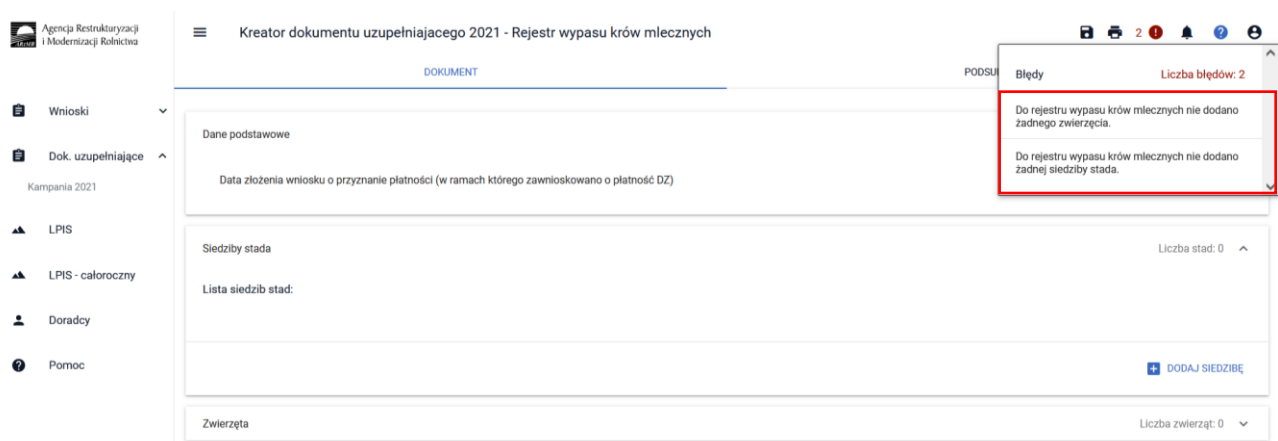 Agencja Restrukturyzacji
i Modernizacji Rolnictwa
ARiMR
Kreator dokumentu uzupełniajacego 2021 - Rejestr wypasu krów mlecznych
2
DOKUMENT
PODSU
Błędy
Liczba błędów: 2
Do rejestru wypasu krów mlecznych nie dodano
żadnego zwierzęcia.
Do rejestru wypasu krów mlecznych nie dodano
żadnej siedziby stada.
Wnioski
Dok. uzupełniające
Kampania 2021
LPIS
LPIS - całoroczny
Doradcy
Pomoc
Dane podstawowe
Data złożenia wniosku o przyznanie płatności (w ramach którego zawnioskowano o płatność DZ)
Siedziby stada
Liczba stad: 0
Lista siedzib stad:
DODAJ SIEDZIBĘ
Zwierzęta
Liczba zwierząt: 0